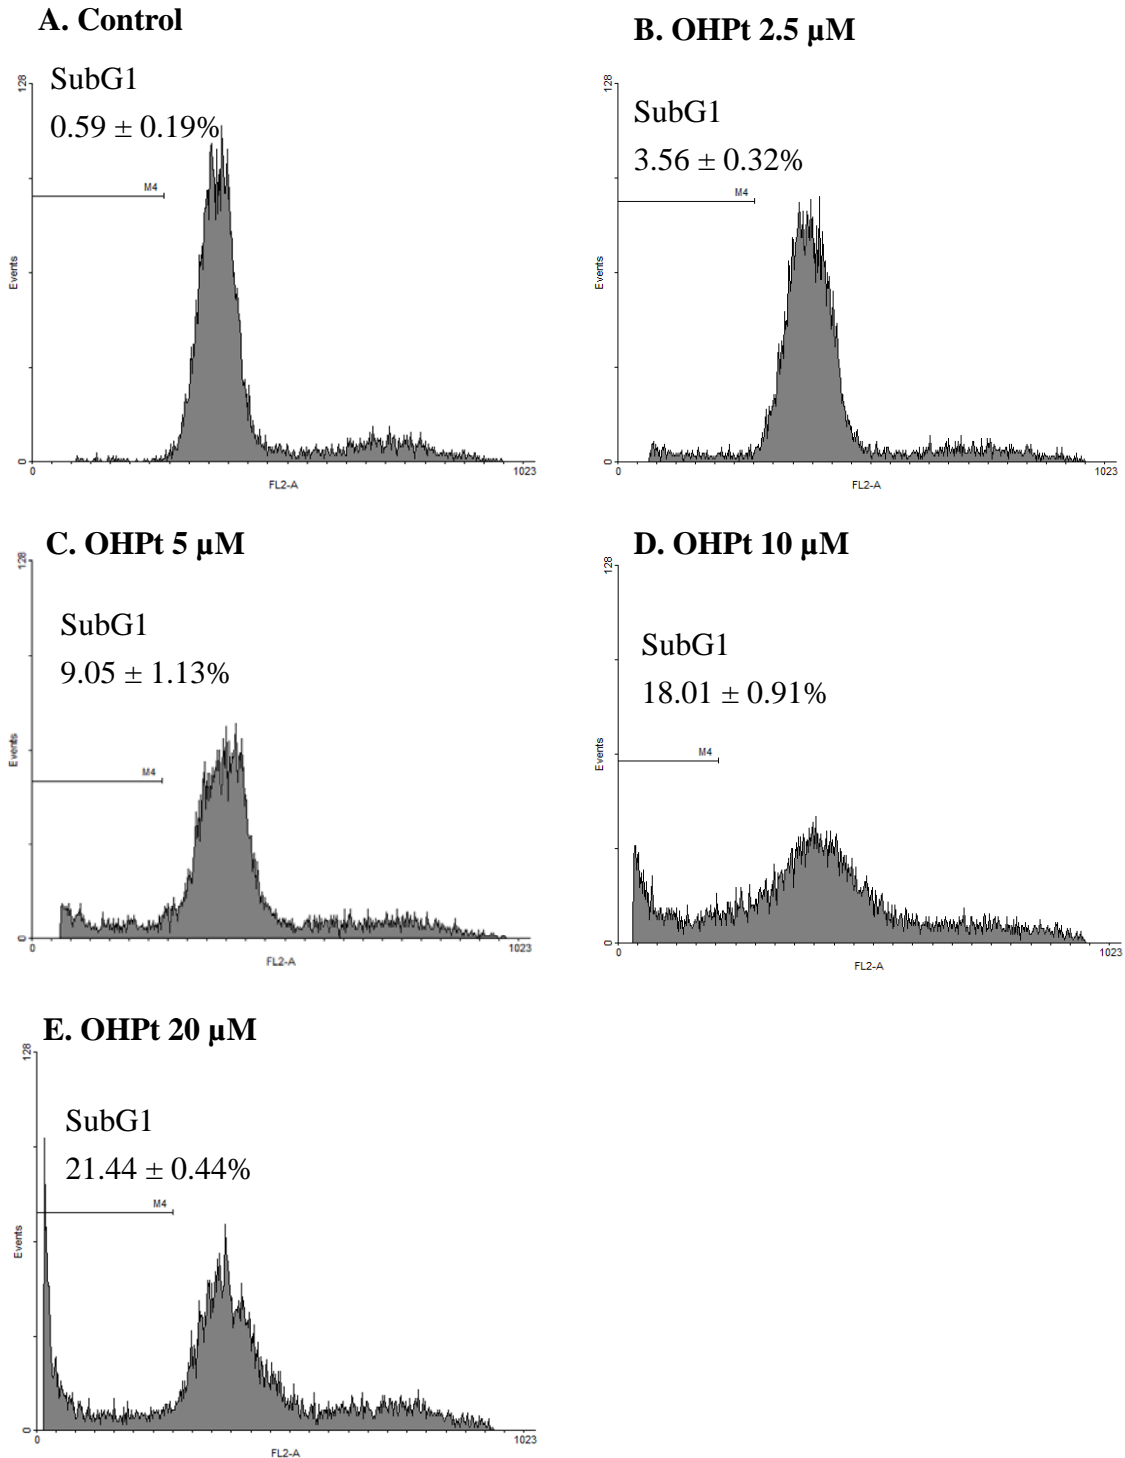 A. Control
SubG1
0.59 ± 0.19%
128
M4
Events
0
0
1023
FL2-A
B. OHPt 2.5 µM
SubG1
3.56 ± 0.32%
128
M4
Events
0
0
1023
FL2-A
C. OHPt 5 µM
SubG1
9.05 ± 1.13%
128
M4
Events
0
0
1023
FL2-A
D. OHPt 10 µM
SubG1
18.01 ± 0.91%
128
M4
Events
0
0
1023
FL2-A
E. OHPt 20 µM
SubG1
21.44 ± 0.44%
128
M4
Events
0
0
1023
FL2-A